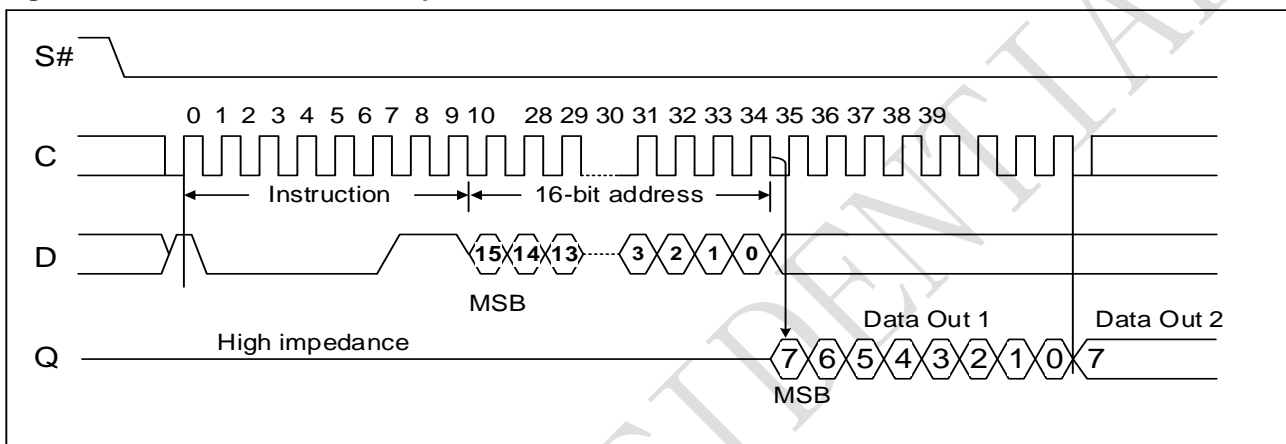 S#
0 1 2 3 4 5 6 7 8 9 10 28 29 30 31 32 33 34 35 36 37 38 39
C
Instruction 16-bit address
D 15 14 13 3 2 1 0
MSB
Data Out 1 Data Out 2
High impedance
Q 7 6 5 4 3 2 1 0 7
MSB